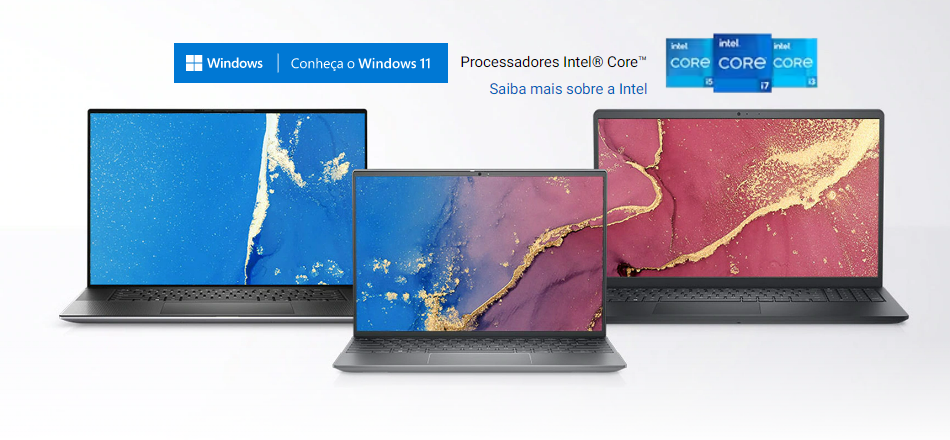 Windows | Conheça o Windows 11
Processadores Intel® Core™
Saiba mais sobre a Intel
intel CORE i5
intel CORE i7
intel CORE i3